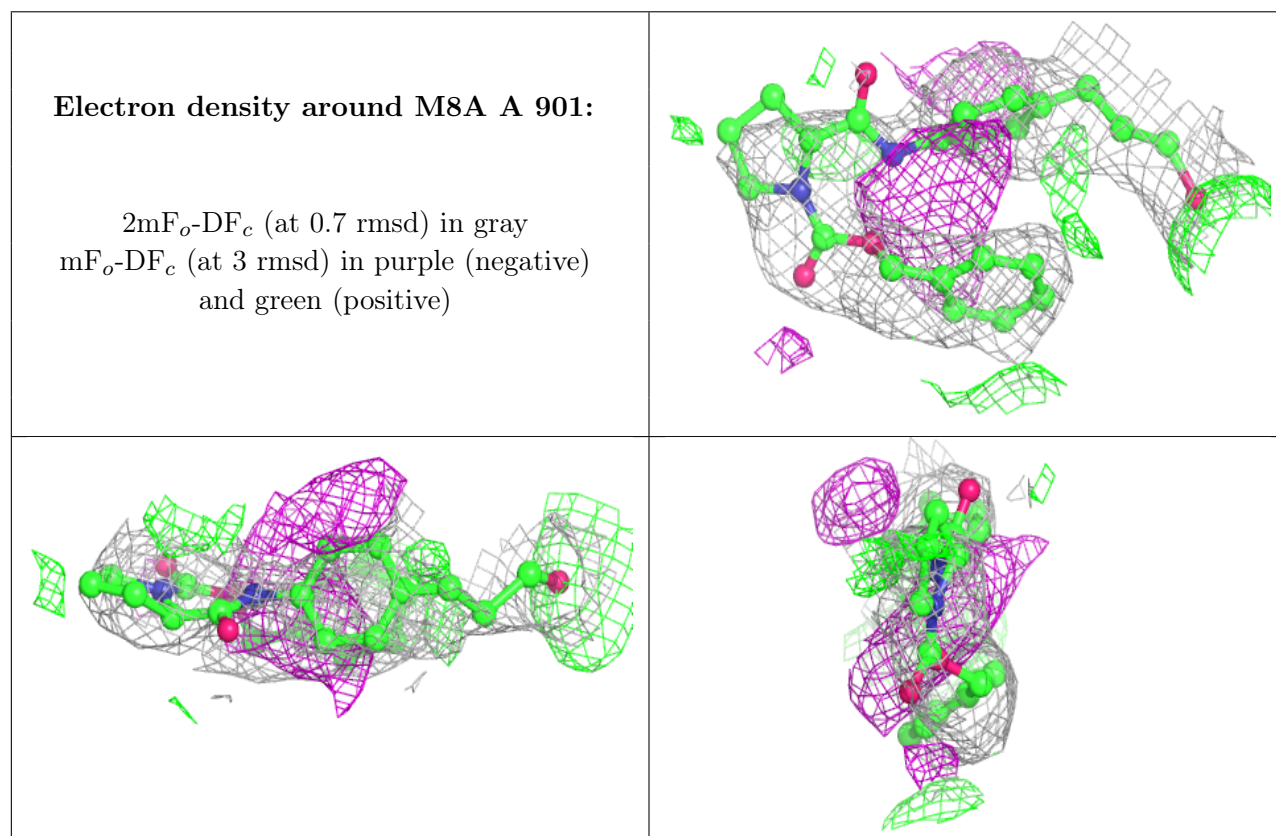 Electron density around M8A A 901:
2mFo-DFc (at 0.7 rmsd) in gray
mFo-DFc (at 3 rmsd) in purple (negative)
and green (positive)